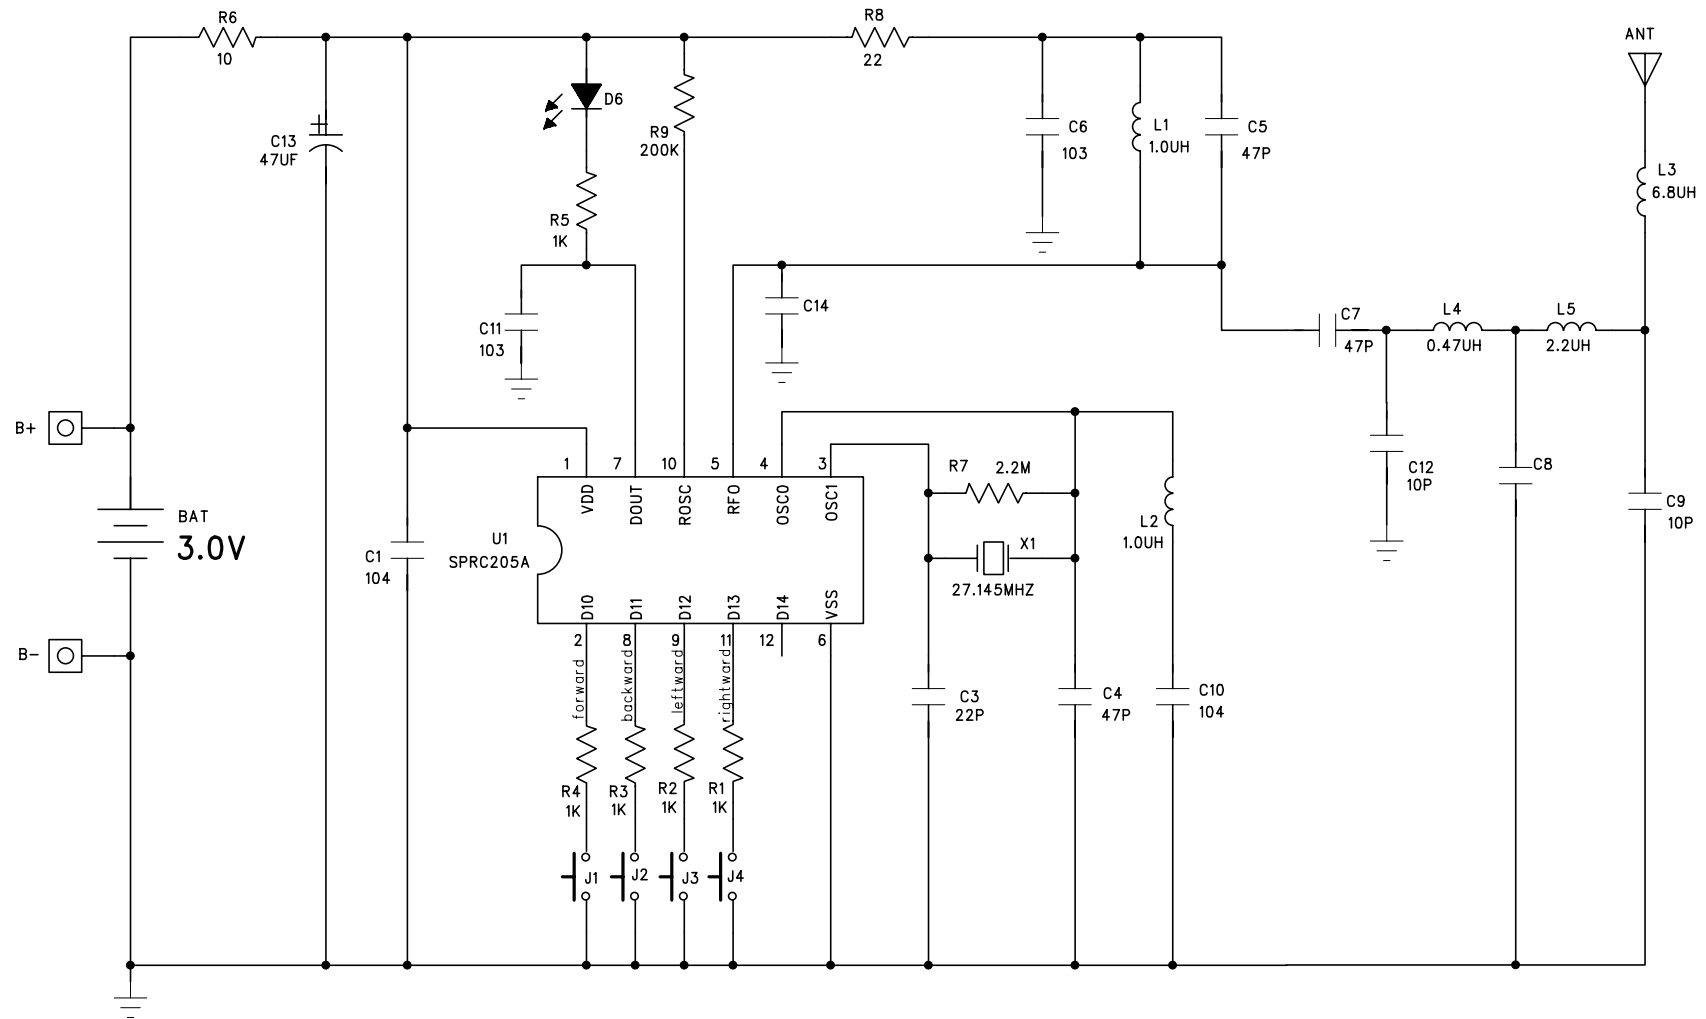 R6
10
R8
22
ANT
D6
C13
47UF
R9
200K
C6
103
L1
1.0UH
C5
47P
L3
6.8UH
R5
1K
C11
103
C14
C7
47P
L4
0.47UH
L5
2.2UH
B+
1
7
10
5
4
3
VDD
DOUT
ROSC
RFO
OSC0
OSC1
R7
2.2M
L2
1.0UH
C12
10P
C8
C9
10P
BAT
3.0V
C1
104
U1
SPRC205A
X1
27.145MHZ
D10
D11
D12
D13
D14
VSS
2
8
9
11
12
6
B-
forward
backward
leftward
rightward
C3
22P
C4
47P
C10
104
R4
1K
R3
1K
R2
1K
R1
1K
J1
J2
J3
J4